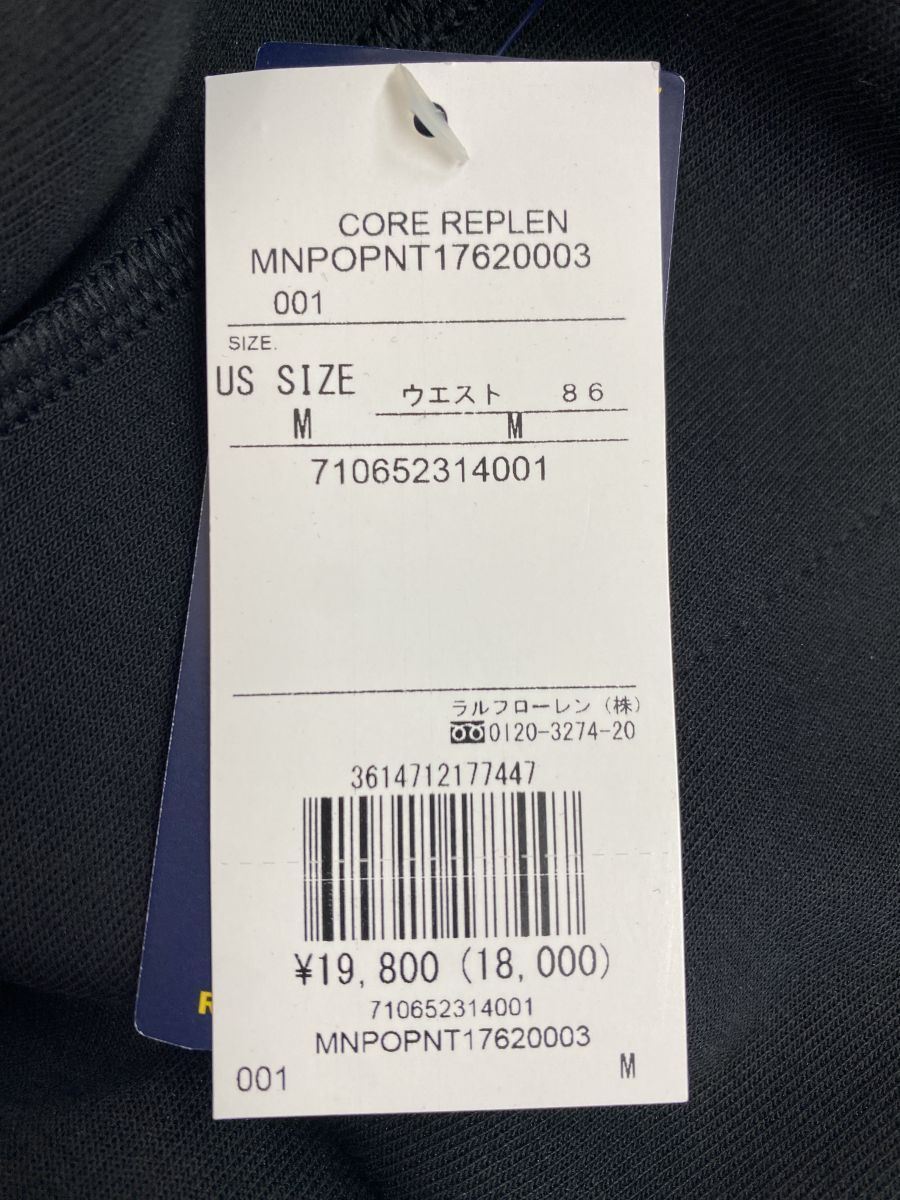 CORE REPLEN
MNPOPNT17620003
001
SIZE.
US SIZE ウエスト 86
M M
710652314001
ラルフローレン(株)
0120-3274-20
3614712177447
¥19,800 (18,000)
710652314001
MNPOPNT17620003
001 M
R